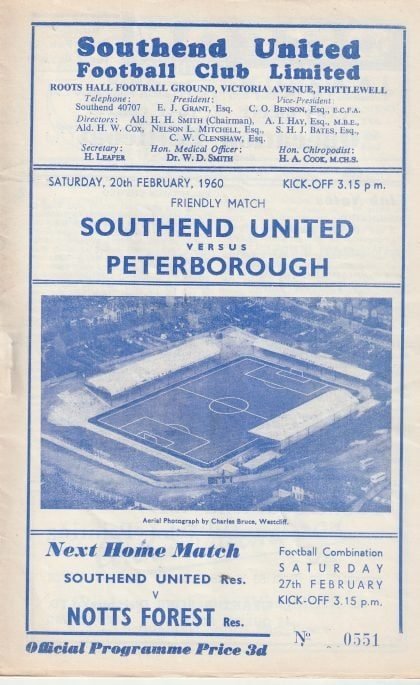 Southend United
Football Club Limited
ROOTS HALL FOOTBALL GROUND, VICTORIA AVENUE, PRITTLEWELL
Telephone: President: Vice-President:
Southend 40707 E. J. GRANT, Esq. C. O. BENSON, Esq., E.C.F.A.
Directors: Ald. H. H. SMITH (Chairman). A. I. HAY, Esq., M.B.E.,
Ald. H. W. COX, NELSON L. MITCHELL, Esq., S. H. J. BATES, Esq.,
C. W. CLENSHAW, Esq.
Secretary: Hon. Medical Officer: Hon. Chiropodist:
H. LEAPER DR. W. D. SMITH H. A. COOK, M.CH.S.
SATURDAY, 20th FEBRUARY, 1960 KICK-OFF 3.15 p m.
FRIENDLY MATCH
SOUTHEND UNITED
VERSUS
PETERBOROUGH
Aerial Photograph by Charles Bruce, Westcliff.
Next Home Match
SOUTHEND UNITED Res.
V
NOTTS FOREST Res.
Football Combination
SATURDAY
27th FEBRUARY
KICK-OFF 3.15 p.m.
Official Programme Price 3d
Nº 0551